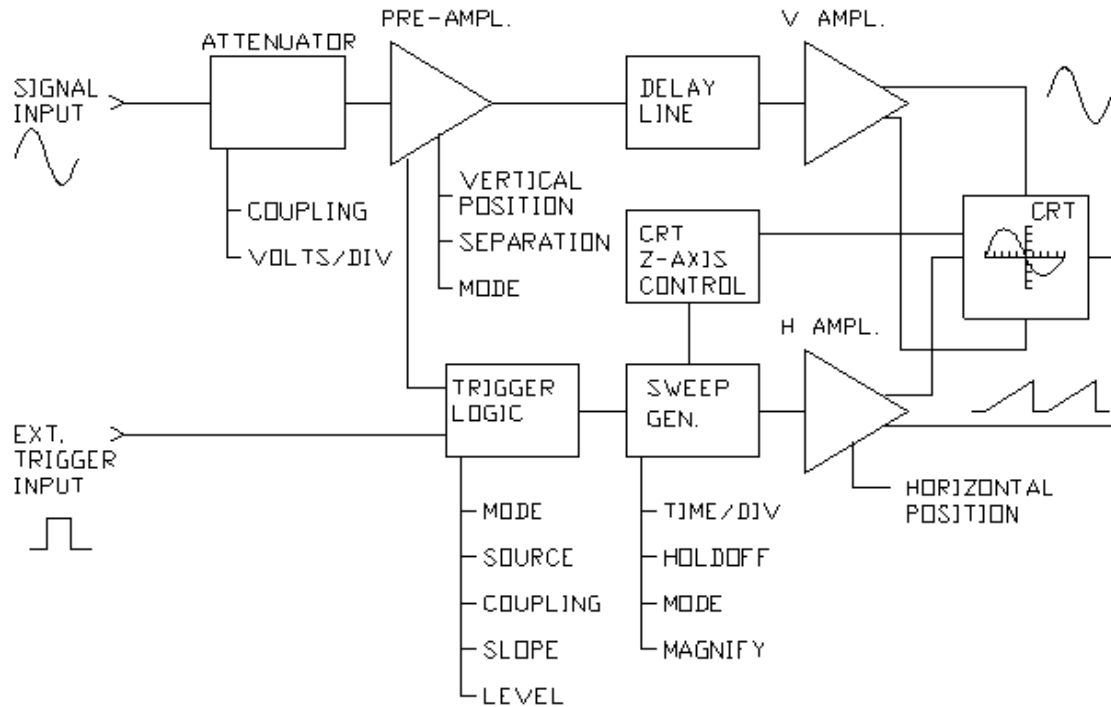 PRE-AMPL.
V AMPL.
ATTENUATOR
SIGNAL
INPUT
DELAY
LINE
COUPLING
VOLTS/DIV
VERTICAL
POSITION
SEPARATION
MODE
CRT
Z-AXIS
CONTROL
CRT
H AMPL.
TRIGGER
LOGIC
SWEEP
GEN.
EXT.
TRIGGER
INPUT
HORIZONTAL
POSITION
MODE
SOURCE
COUPLING
SLOPE
LEVEL
TIME/DIV
HOLDOFF
MODE
MAGNIFY